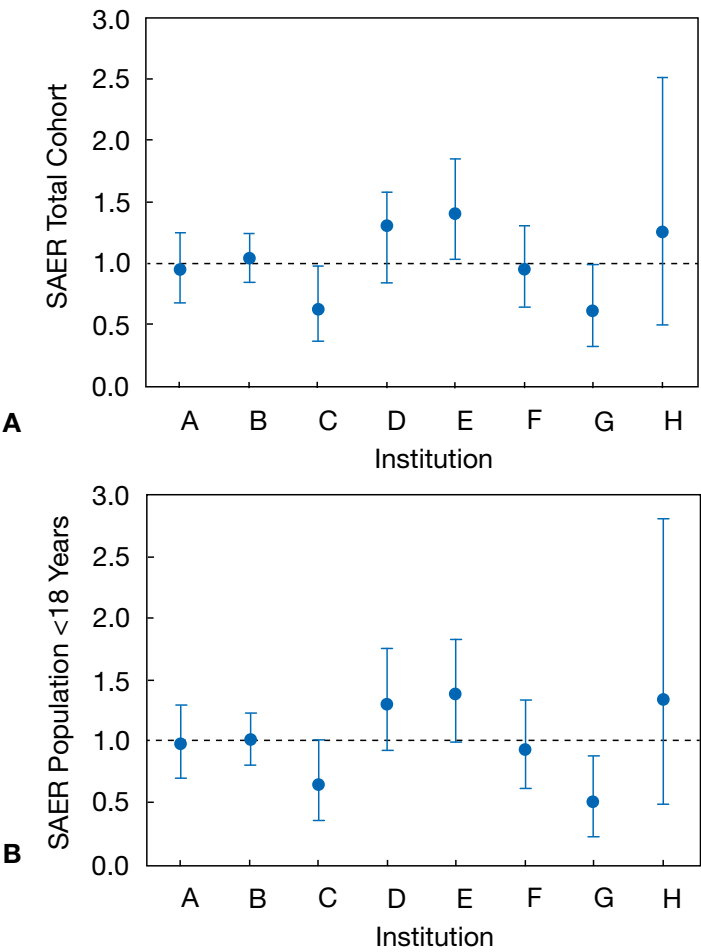 SAER Total Cohort
3.0
2.5
2.0
1.5
1.0
0.5
0.0
A B C D E F G H
Institution
A
SAER Population <18 Years
3.0
2.5
2.0
1.5
1.0
0.5
0.0
A B C D E F G H
Institution
B